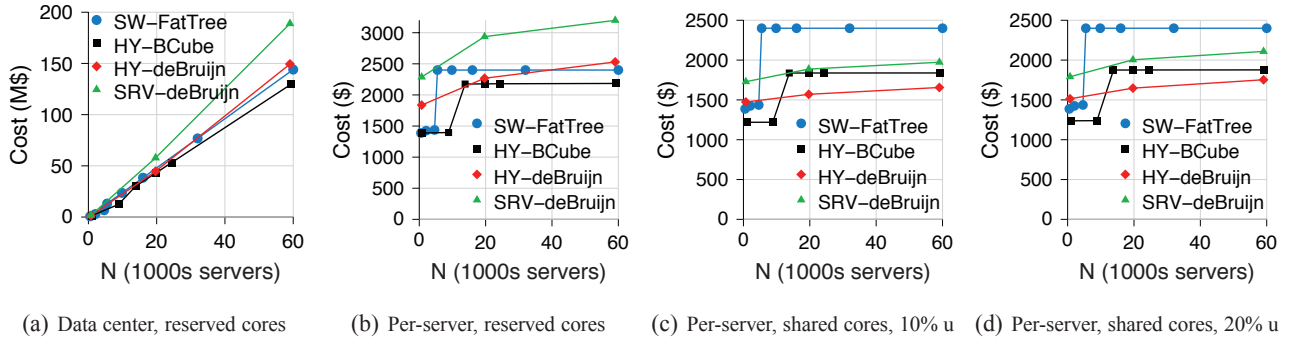 200
150
100
50
0
0
20
40
60
Cost (M$)
N (1000s servers)
SW−FatTree
HY−BCube
HY−deBruijn
SRV−deBruijn
(a) Data center, reserved cores
3000
2500
2000
1500
1000
500
0
0
20
40
60
Cost ($)
N (1000s servers)
SW−FatTree
HY−BCube
HY−deBruijn
SRV−deBruijn
(b) Per-server, reserved cores
2500
2000
1500
1000
500
0
0
20
40
60
Cost ($)
N (1000s servers)
SW−FatTree
HY−BCube
HY−deBruijn
SRV−deBruijn
(c) Per-server, shared cores, 10% u
2500
2000
1500
1000
500
0
0
20
40
60
Cost ($)
N (1000s servers)
SW−FatTree
HY−BCube
HY−deBruijn
SRV−deBruijn
(d) Per-server, shared cores, 20% u